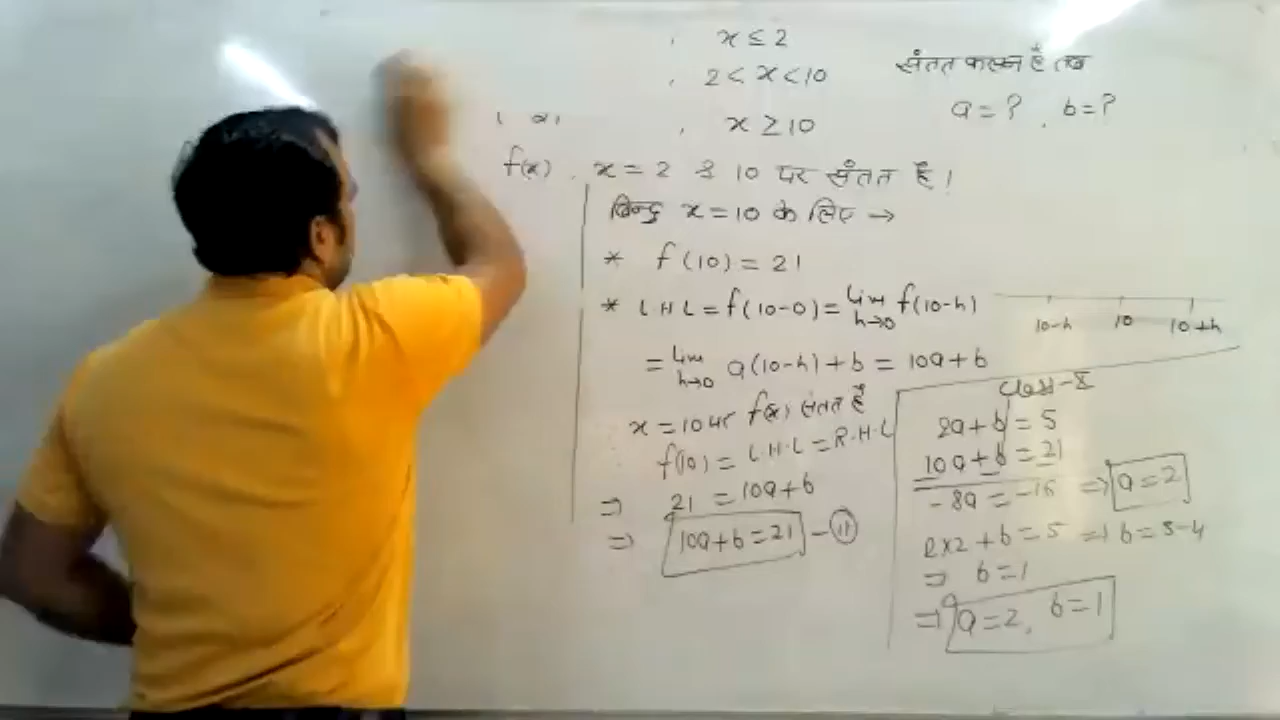 , x ≤ 2
, 2 < x < 10
, x ≥ 10
संतत फलन है तब
a = ? , b = ?
f(x) , x = 2 व 10 पर संतत है।
बिन्दु x = 10 के लिए →
* f(10) = 21
* L.H.L = f(10-0) = lim h→0 f(10-h)
10-h 10 10+h
= lim h→0 a(10-h) + b = 10a + b
x = 10 पर f(x) संतत है
f(10) = L.H.L = R.H.L
⇒ 21 = 10a + b
⇒ 10a + b = 21 - (11)
2a + b = 5
10a + b = 21
- 8a = -16 ⇒ a = 2
2×2 + b = 5 ⇒ b = 5-4
⇒ b = 1
⇒ a = 2, b = 1